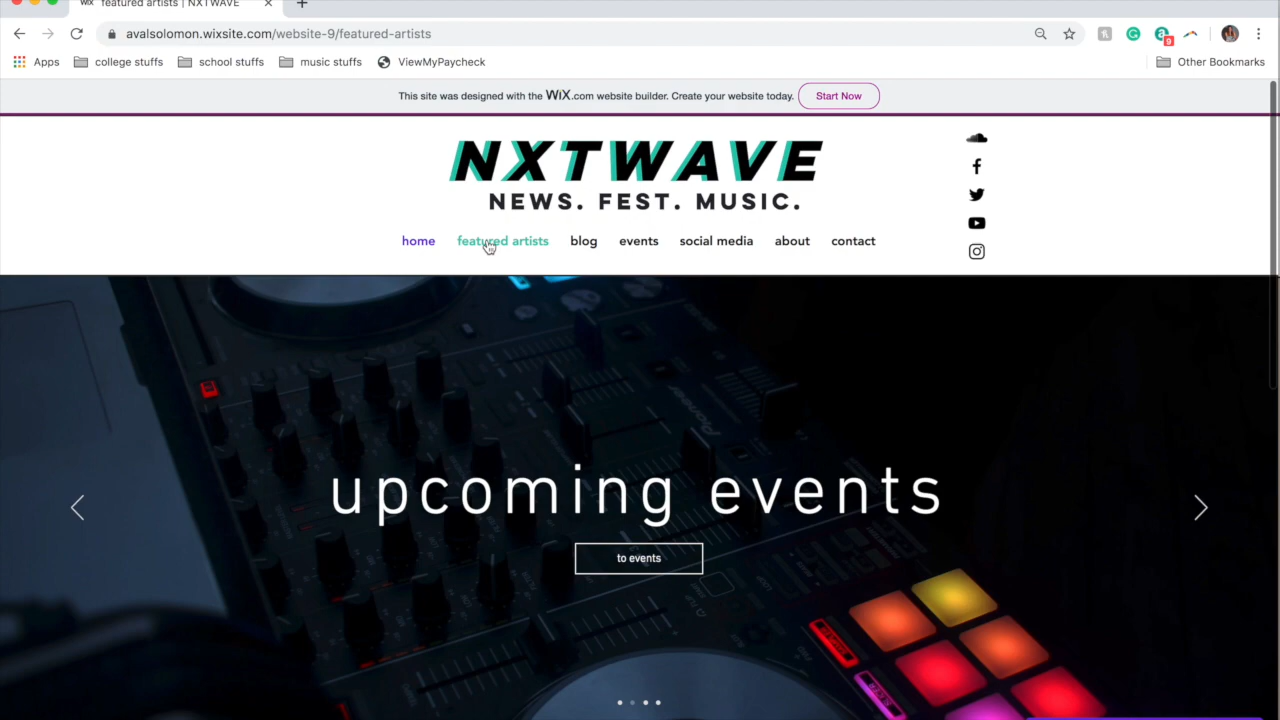 WiX featured artists | NXTWAVE
avalsolomon.wixsite.com/website-9/featured-artists
9
Apps college stuffs school stuffs music stuffs ViewMyPaycheck Other Bookmarks
This site was designed with the WiX.com website builder. Create your website today. Start Now
NXTWAVE
NEWS. FEST. MUSIC.
home featured artists blog events social media about contact
upcoming events
to events